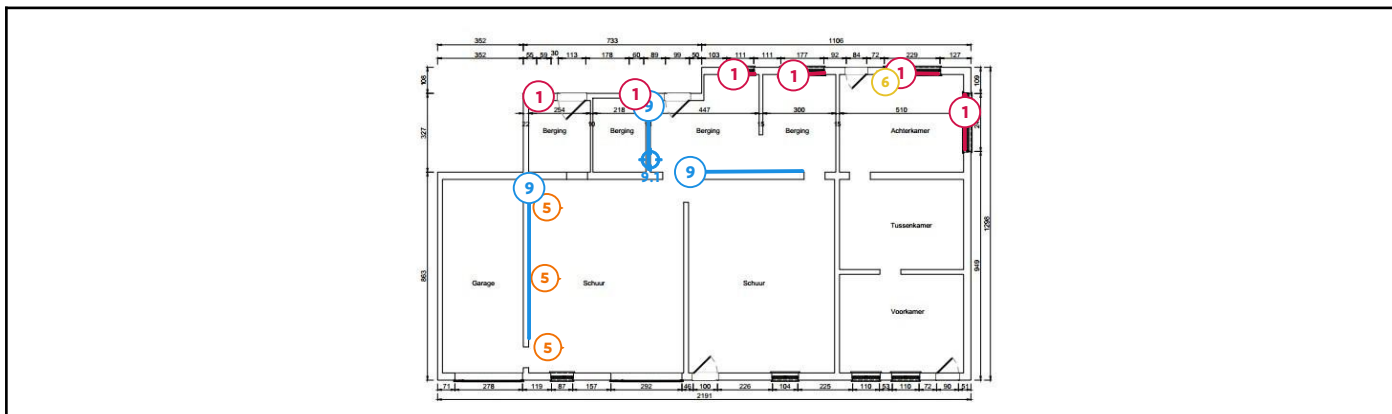 352 733 1106
352 55 59 30 113 178 60 89 99 50 103 111 111 177 92 84 72 229 127
108 1 1 6 1 109
1 1 9 1
254 218 447 300 510
327 22 10 15 15
Berging Berging Berging Berging Achterkamer
9.1 9
9
5
Tussenkamer 1298
863 5 949
Garage Schuur Schuur
Voorkamer
5
71 278 119 87 157 292 46 100 226 104 225 110 53 110 72 90 51
2191